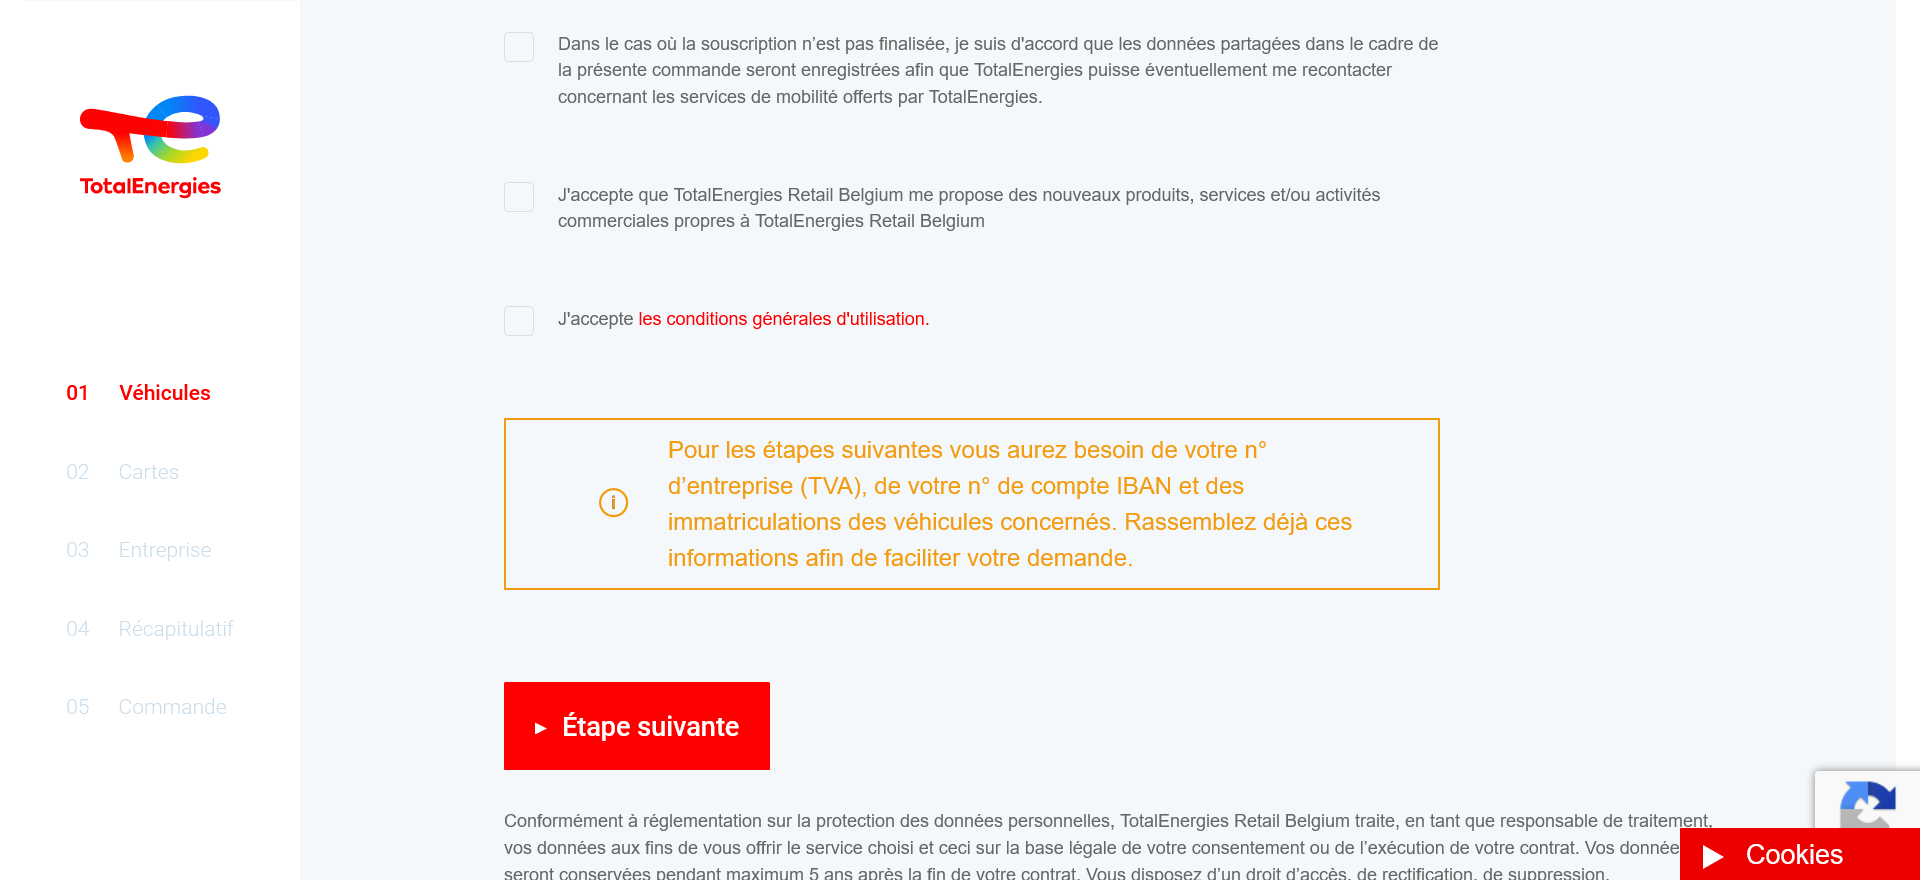 TotalEnergies
01 Véhicules
02 Cartes
03 Entreprise
04 Récapitulatif
05 Commande
Dans le cas où la souscription n’est pas finalisée, je suis d'accord que les données partagées dans le cadre de
la présente commande seront enregistrées afin que TotalEnergies puisse éventuellement me recontacter
concernant les services de mobilité offerts par TotalEnergies.
J'accepte que TotalEnergies Retail Belgium me propose des nouveaux produits, services et/ou activités
commerciales propres à TotalEnergies Retail Belgium
J'accepte les conditions générales d'utilisation.
Pour les étapes suivantes vous aurez besoin de votre n°
d’entreprise (TVA), de votre n° de compte IBAN et des
immatriculations des véhicules concernés. Rassemblez déjà ces
informations afin de faciliter votre demande.
Étape suivante
Conformément à réglementation sur la protection des données personnelles, TotalEnergies Retail Belgium traite, en tant que responsable de traitement,
vos données aux fins de vous offrir le service choisi et ceci sur la base légale de votre consentement ou de l’exécution de votre contrat. Vos donnée
seront conservées pendant maximum 5 ans après la fin de votre contrat. Vous disposez d’un droit d’accès, de rectification, de suppression,
Cookies